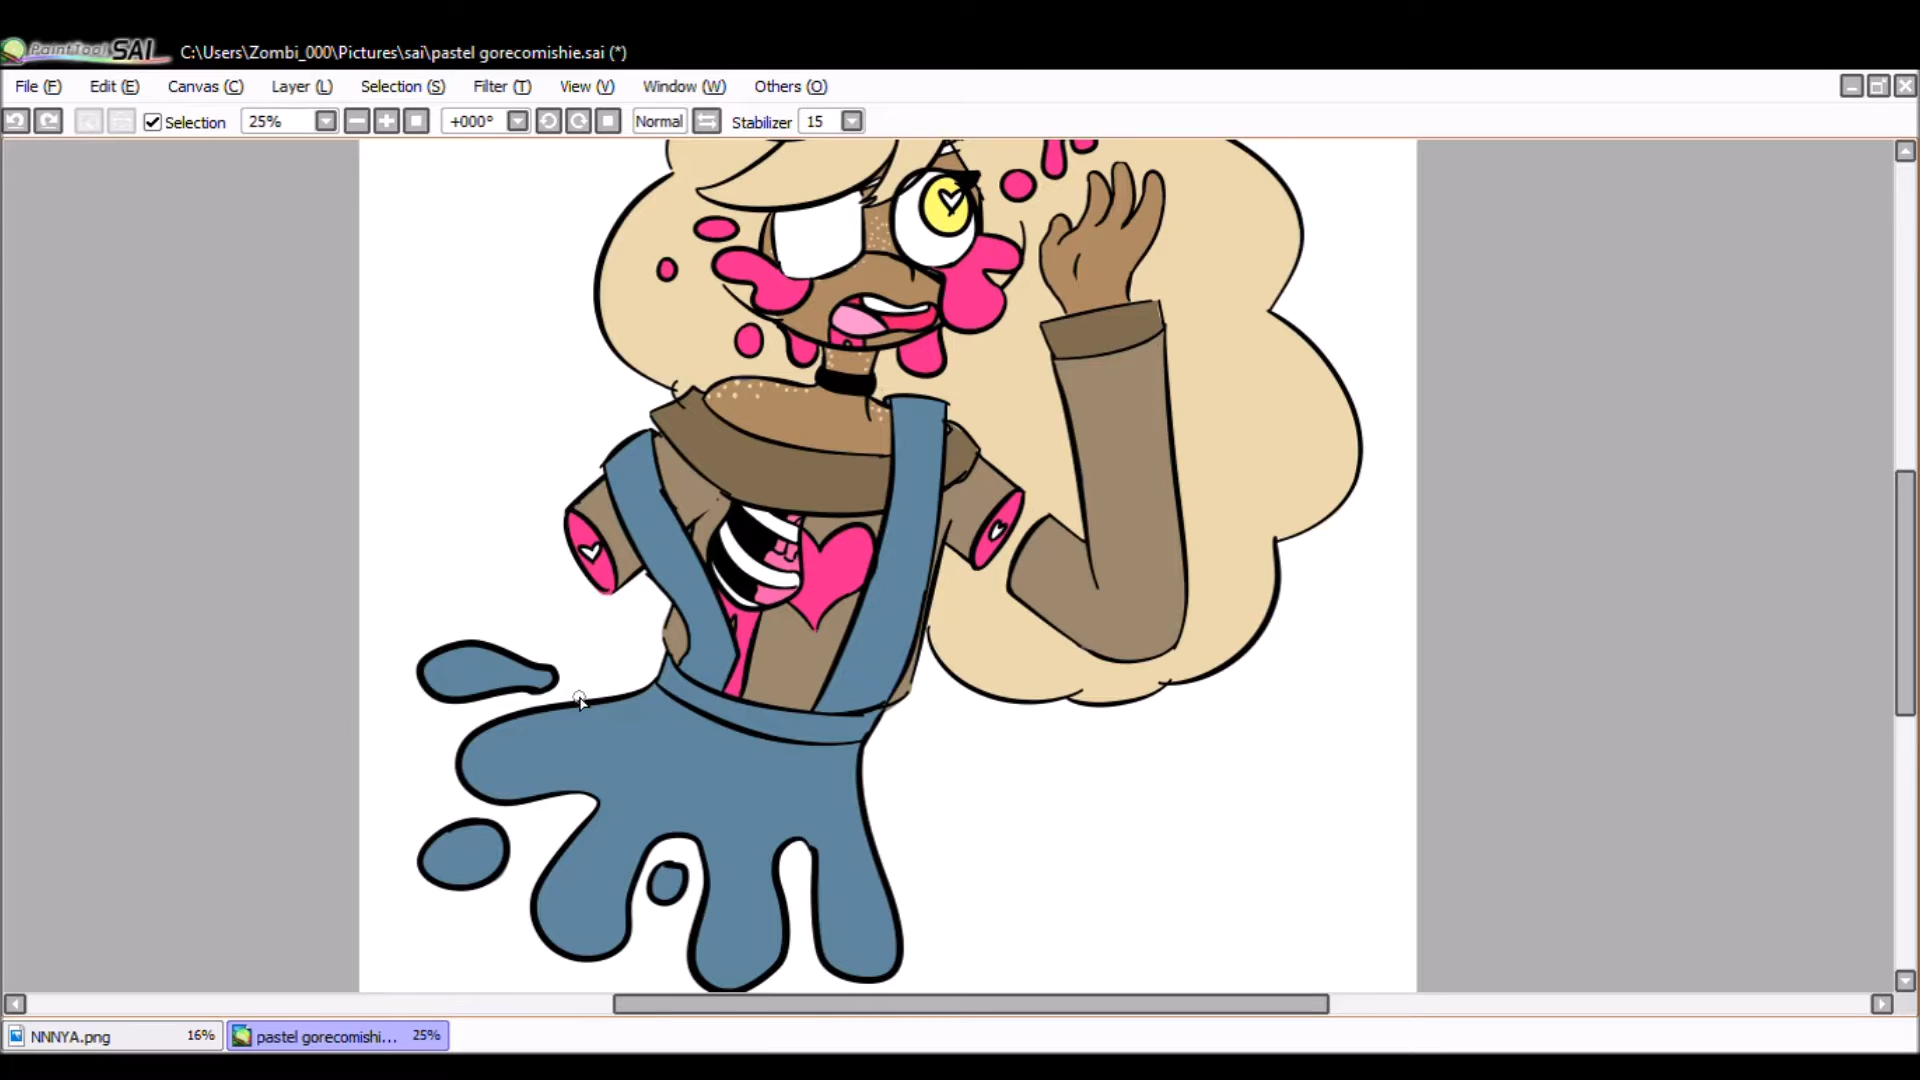 PaintTool SAI C:\Users\Zombi_000\Pictures\sai\pastel gorecomishie.sai (*)
File (F) Edit (E) Canvas (C) Layer (L) Selection (S) Filter (T) View (V) Window (W) Others (O)
Selection 25% +000° Normal Stabilizer 15
NNNYA.png 16% pastel gorecomishi... 25%